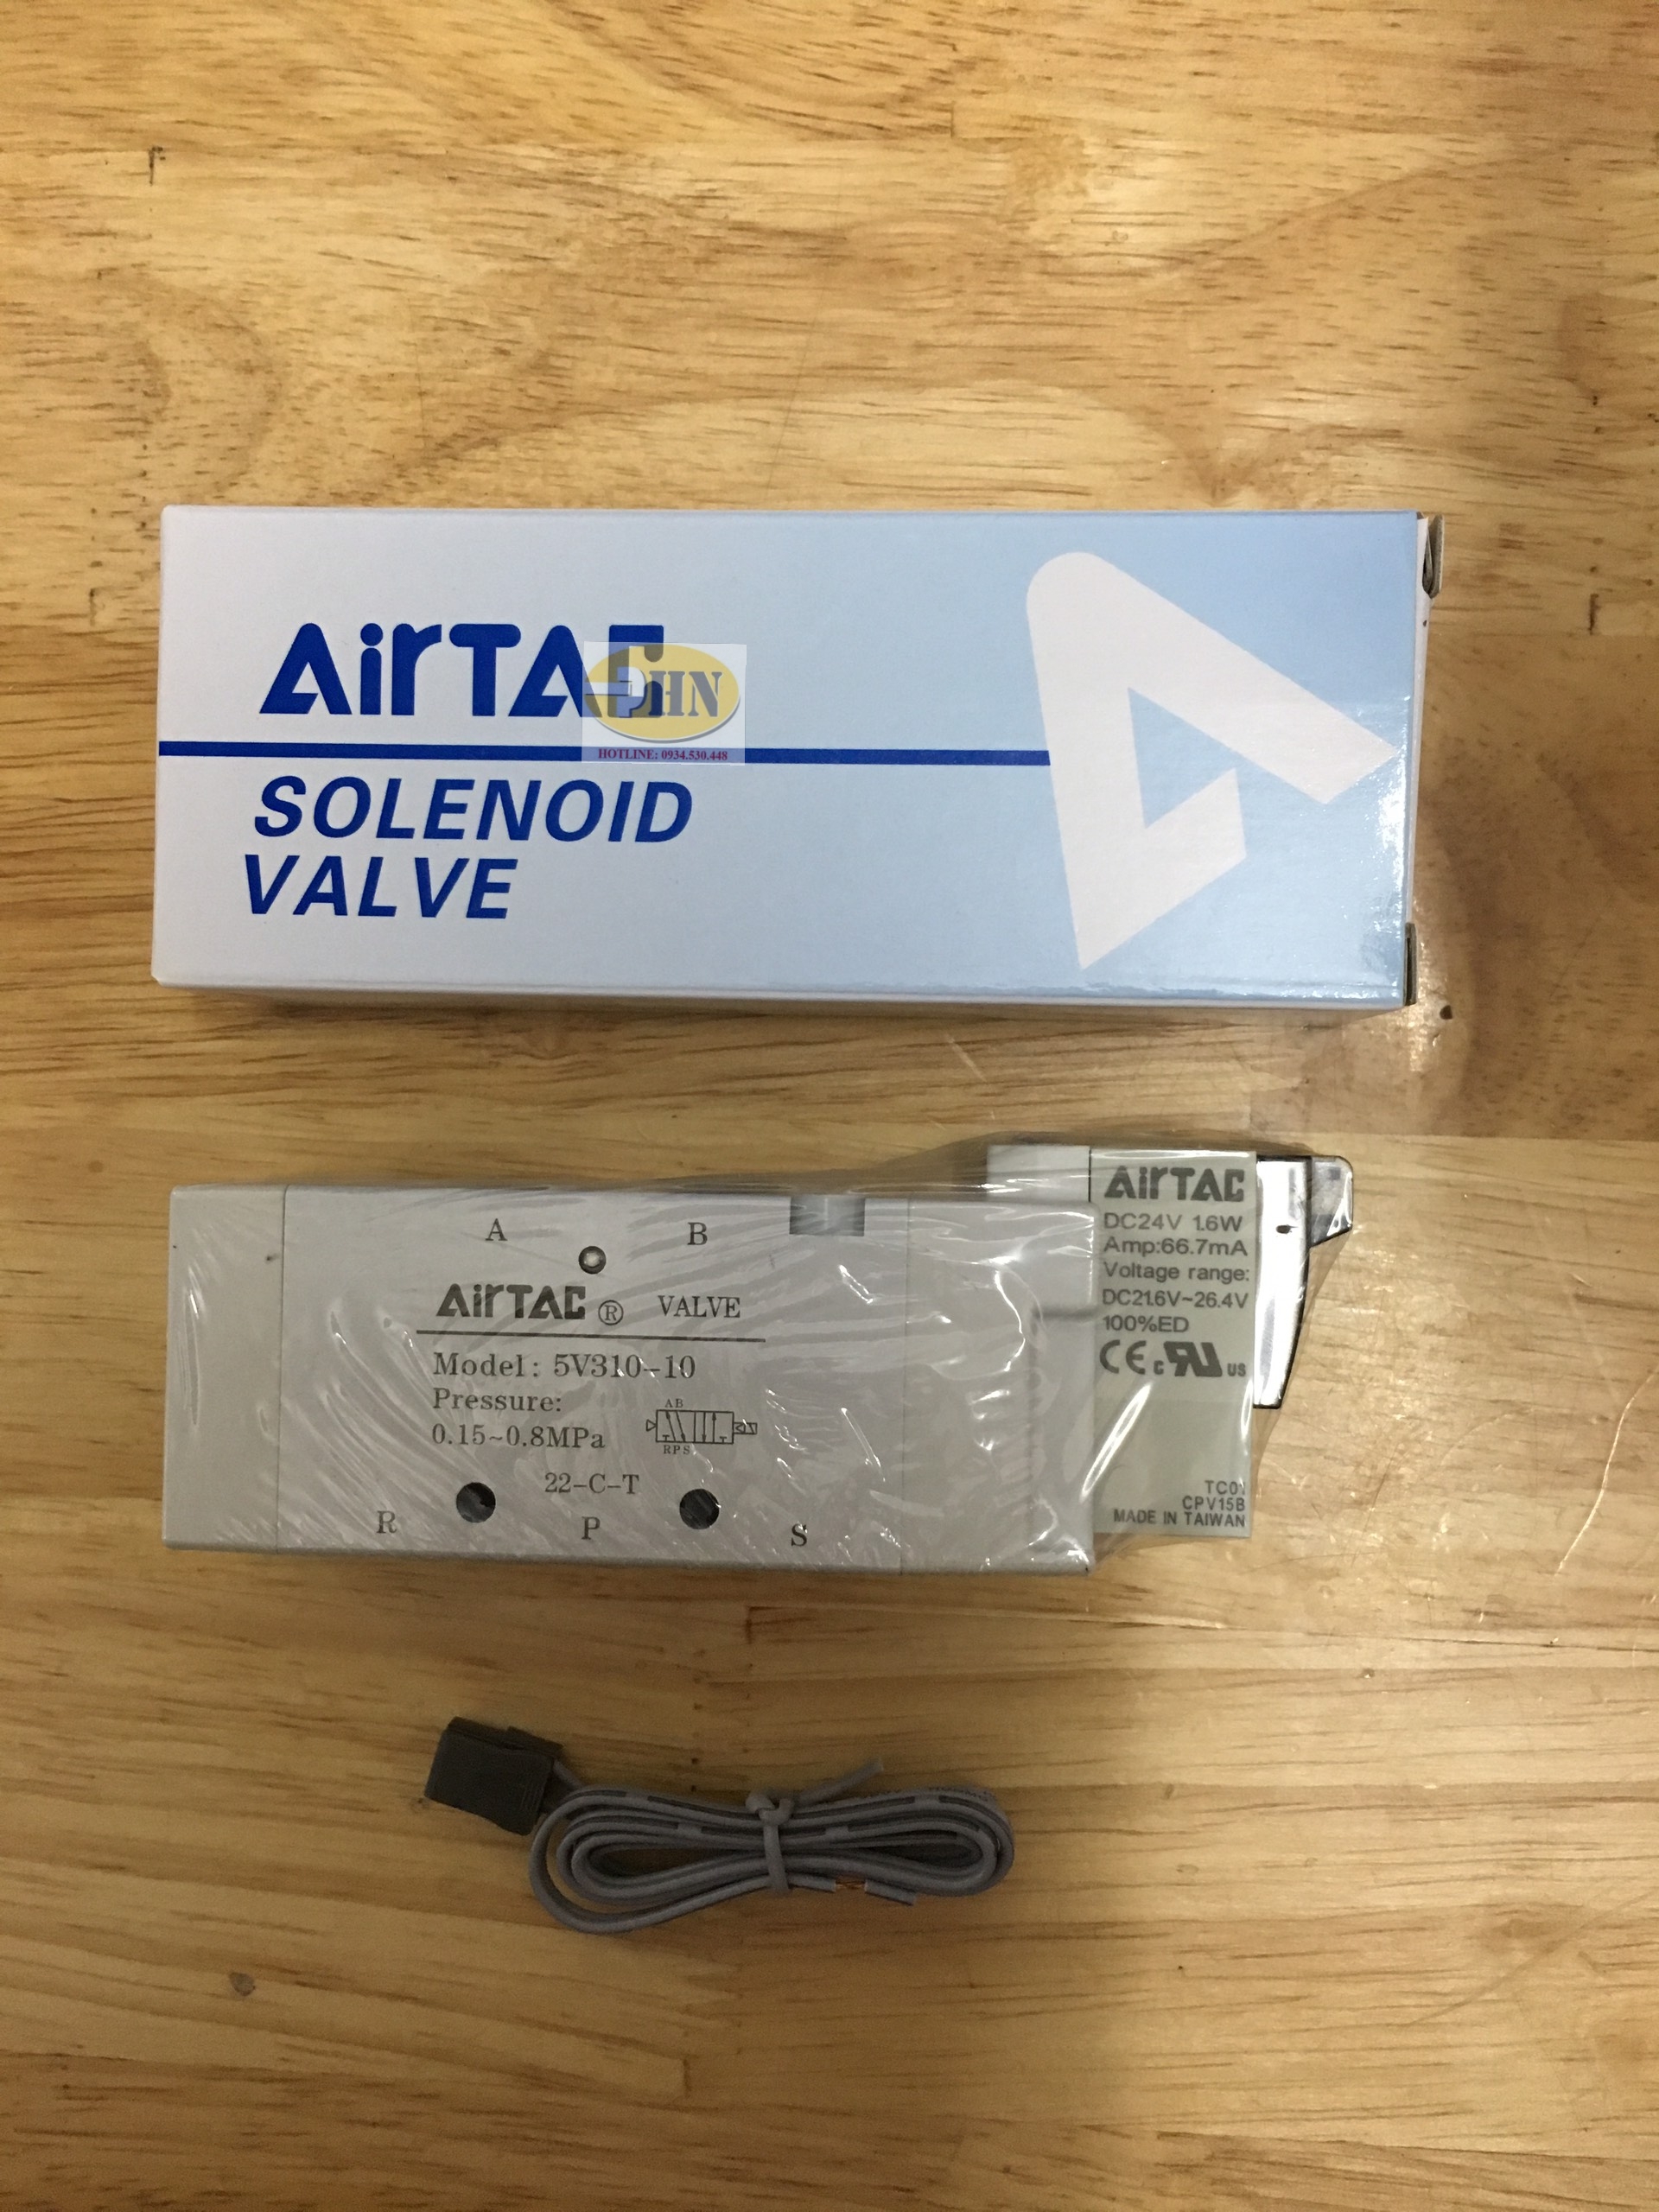 AirTAC
HN
HOTLINE: 0934.530.448
SOLENOID
VALVE
A B
AirTAC ® VALVE
Model: 5V310-10
Pressure:
0.15~0.8MPa
AB
RPS
22-C-T
R P S
AirTAC
DC24V 1.6W
Amp:66.7mA
Voltage range:
DC21.6V~26.4V
100%ED
CE c US
TC01
CPV15B
MADE IN TAIWAN